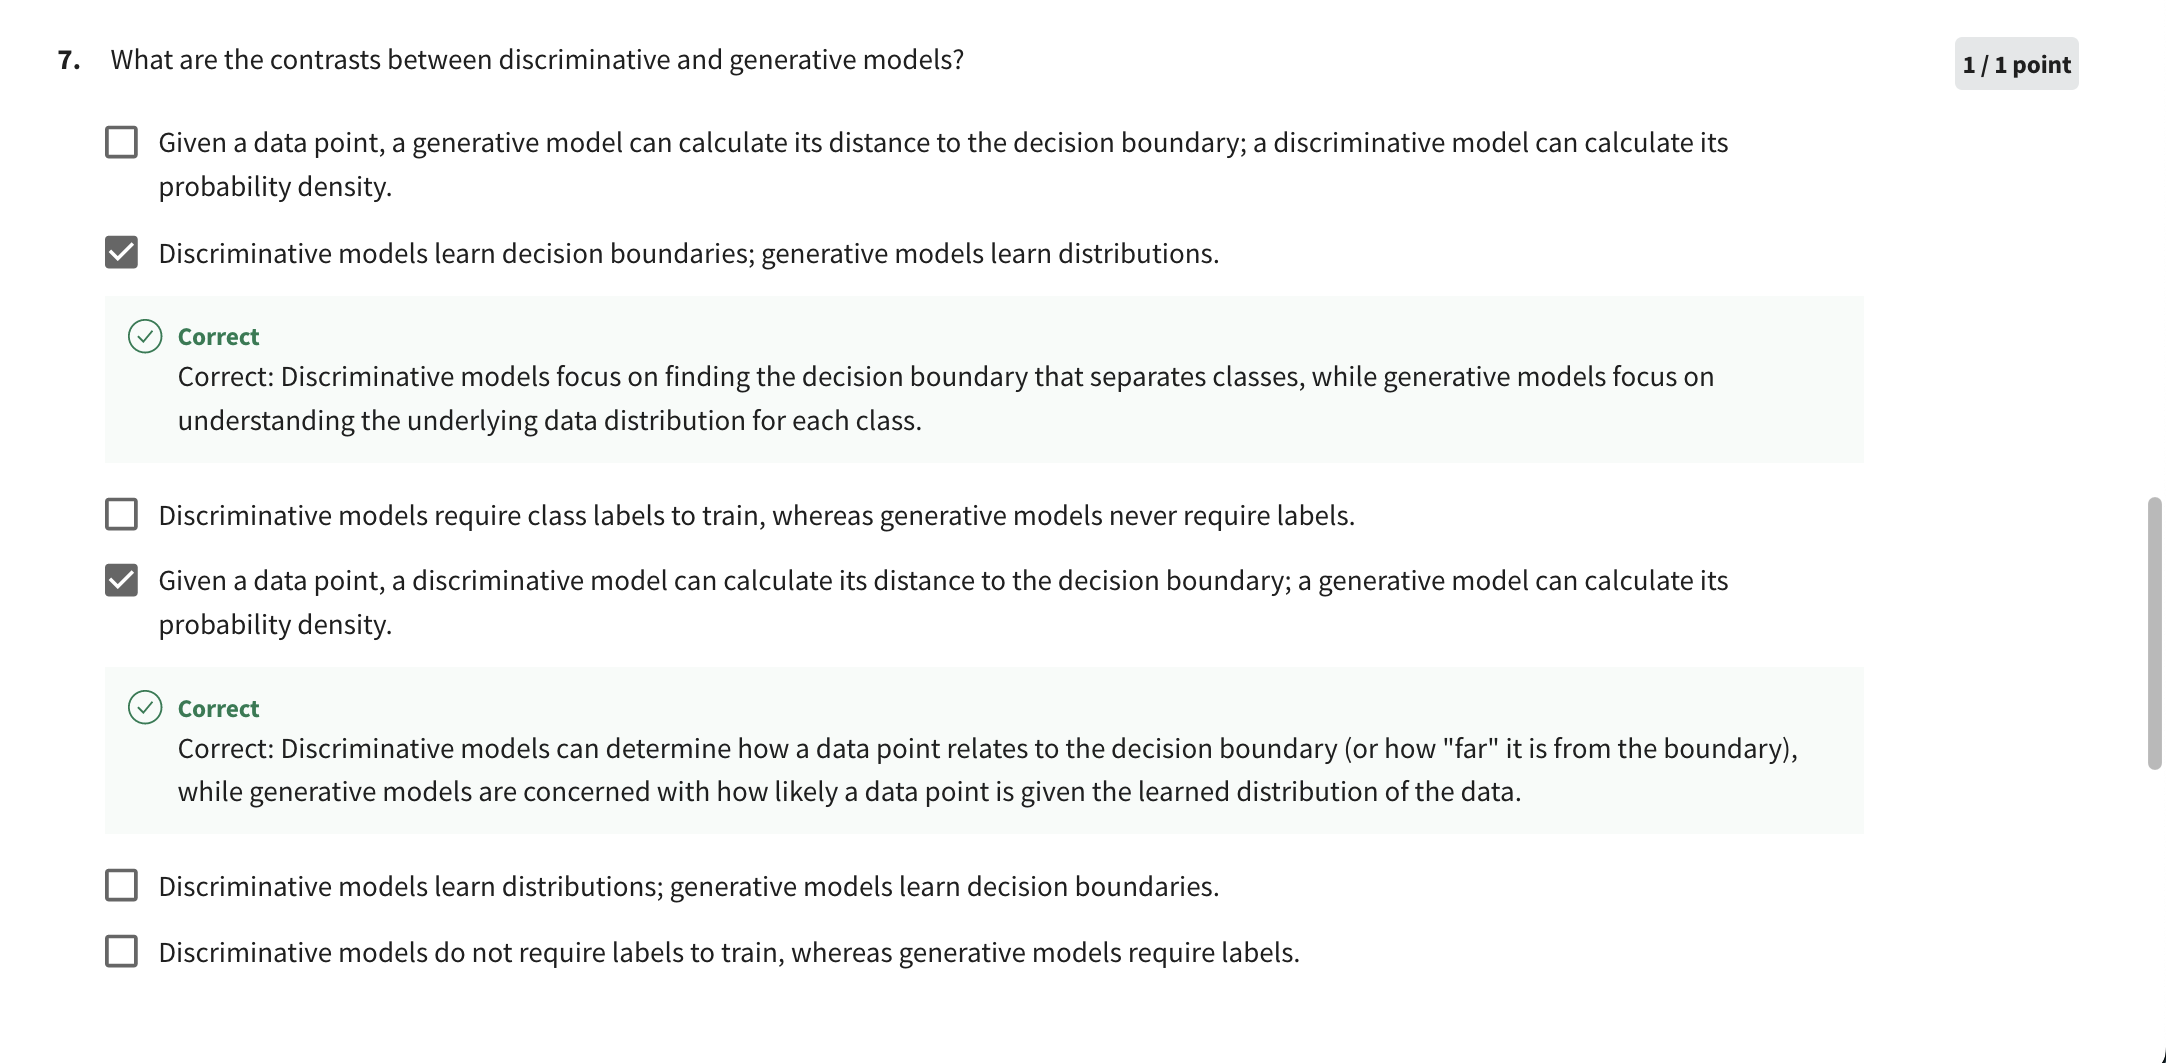 7. What are the contrasts between discriminative and generative models?
1 / 1 point
Given a data point, a generative model can calculate its distance to the decision boundary; a discriminative model can calculate its
probability density.
Discriminative models learn decision boundaries; generative models learn distributions.
Correct
Correct: Discriminative models focus on finding the decision boundary that separates classes, while generative models focus on
understanding the underlying data distribution for each class.
Discriminative models require class labels to train, whereas generative models never require labels.
Given a data point, a discriminative model can calculate its distance to the decision boundary; a generative model can calculate its
probability density.
Correct
Correct: Discriminative models can determine how a data point relates to the decision boundary (or how "far" it is from the boundary),
while generative models are concerned with how likely a data point is given the learned distribution of the data.
Discriminative models learn distributions; generative models learn decision boundaries.
Discriminative models do not require labels to train, whereas generative models require labels.